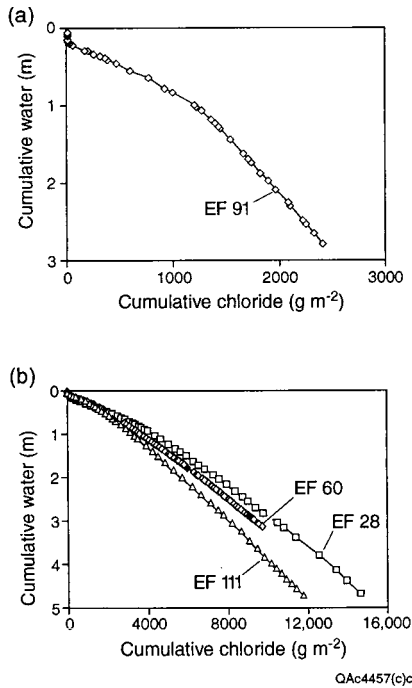 (a)
0
1
2
3
Cumulative water (m)
EF 91
0 1000 2000 3000
Cumulative chloride (g m⁻²)
(b)
0
1
2
3
4
5
Cumulative water (m)
EF 60
EF 28
EF 111
0 4000 8000 12,000 16,000
Cumulative chloride (g m⁻²)
QAc4457(c)c